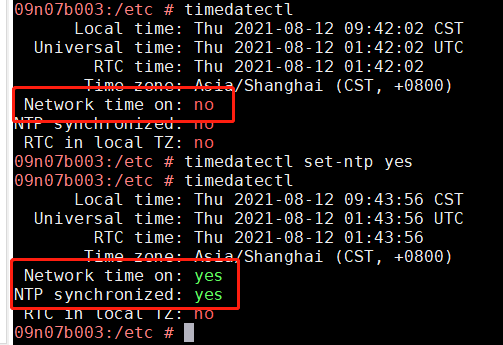 09n07b003:/etc # timedatectl
Local time: Thu 2021-08-12 09:42:02 CST
Universal time: Thu 2021-08-12 01:42:02 UTC
RTC time: Thu 2021-08-12 01:42:02
Time zone: Asia/Shanghai (CST, +0800)
Network time on: no
NTP synchronized: no
RTC in local TZ: no
09n07b003:/etc # timedatectl set-ntp yes
09n07b003:/etc # timedatectl
Local time: Thu 2021-08-12 09:43:56 CST
Universal time: Thu 2021-08-12 01:43:56 UTC
RTC time: Thu 2021-08-12 01:43:56
Time zone: Asia/Shanghai (CST, +0800)
Network time on: yes
NTP synchronized: yes
RTC in local TZ: no
09n07b003:/etc #